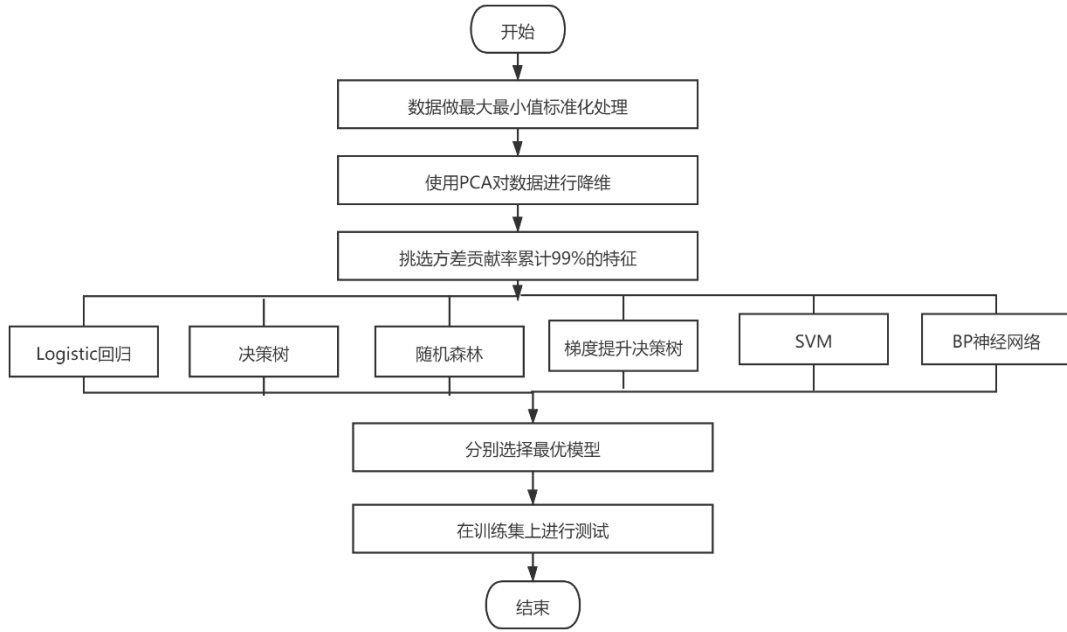 开始
数据做最大最小值标准化处理
使用PCA对数据进行降维
挑选方差贡献率累计99%的特征
Logistic回归
决策树
随机森林
梯度提升决策树
SVM
BP神经网络
分别选择最优模型
在训练集上进行测试
结束